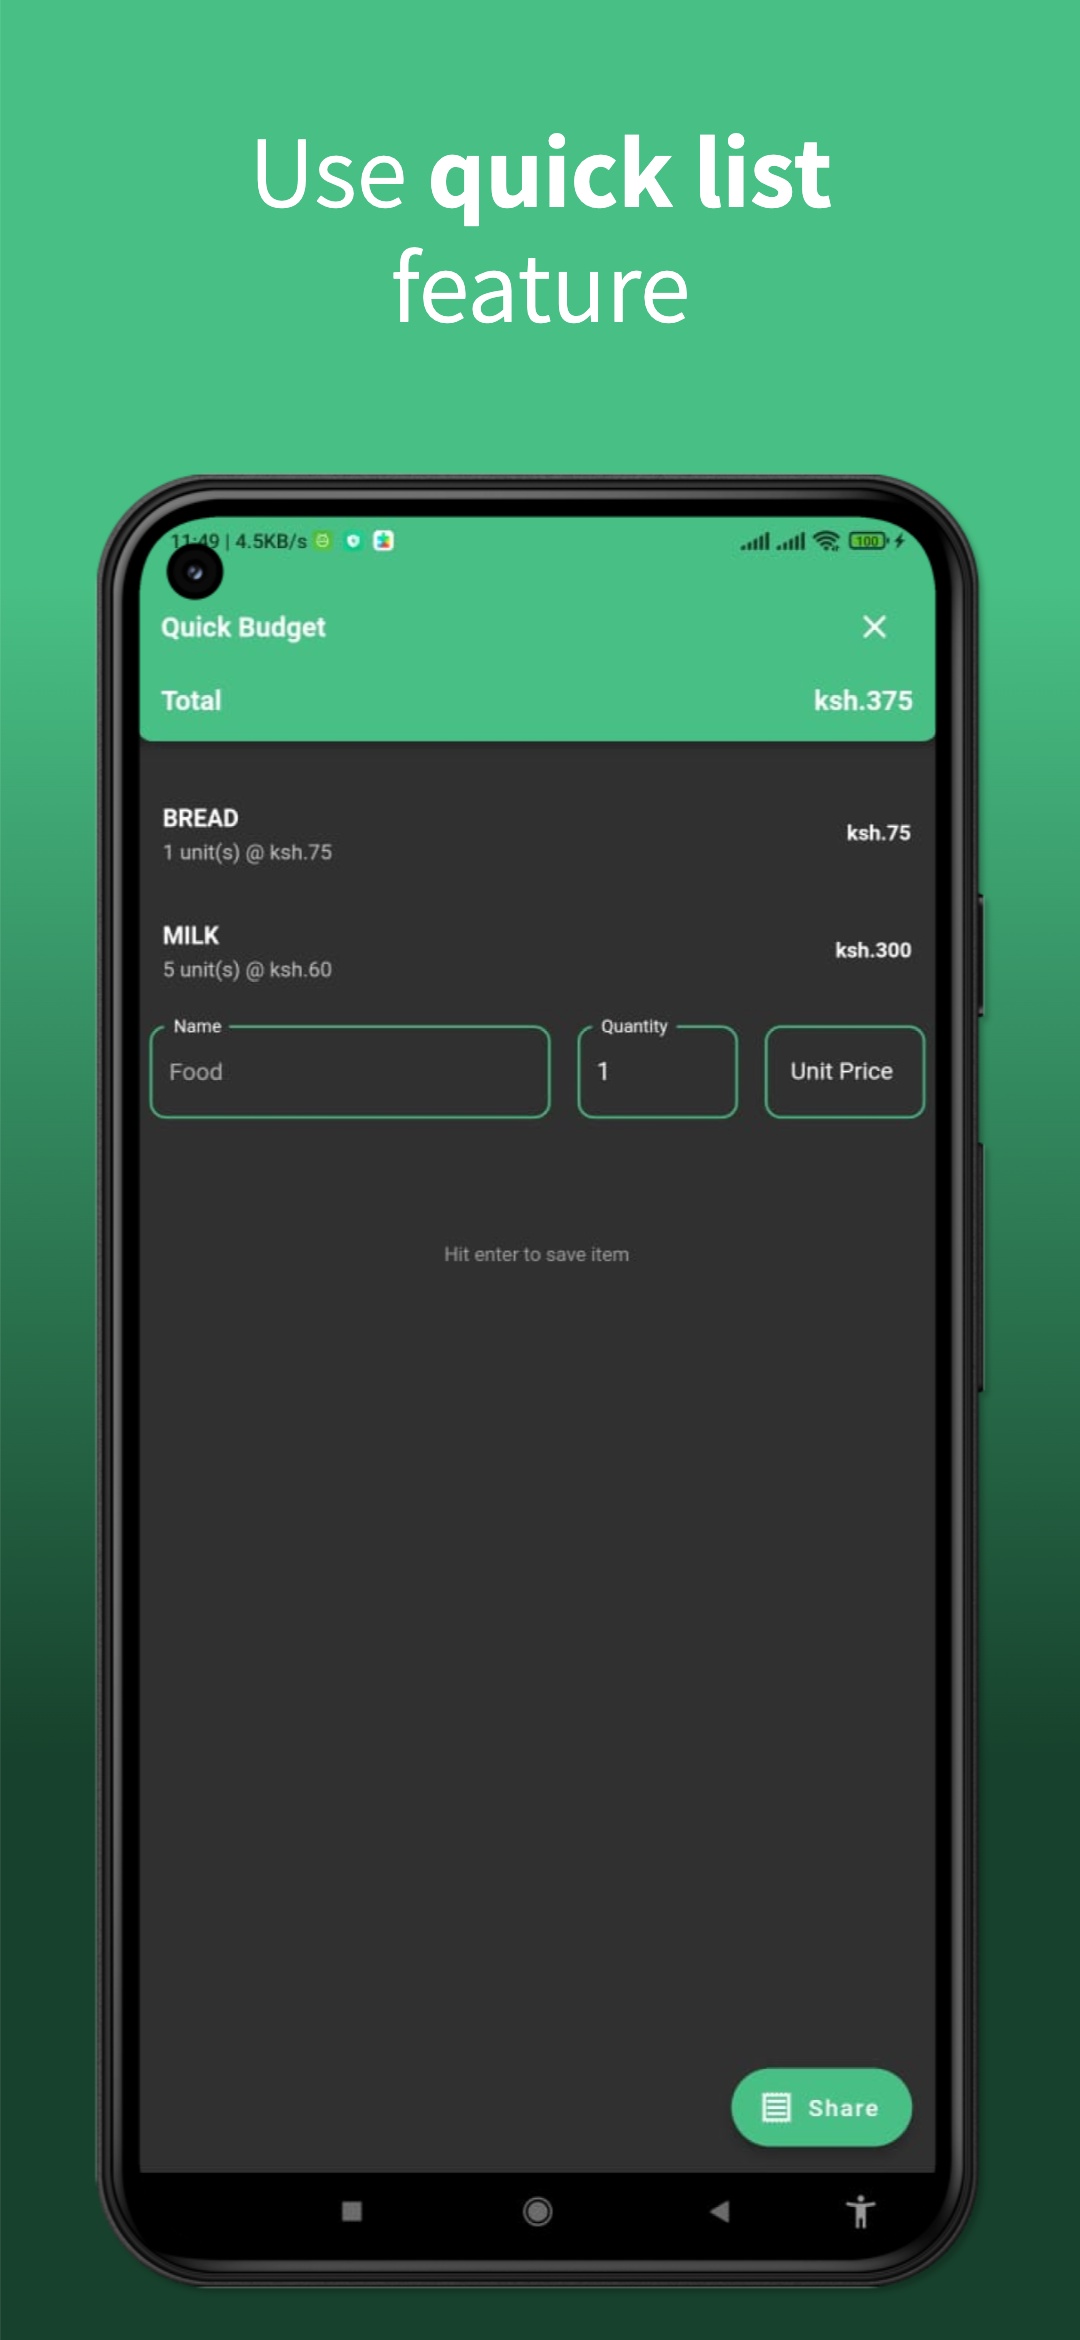 Use quick list
feature
11:49 | 4.5KB/s
100
Quick Budget
Total
ksh.375
BREAD
ksh.75
1 unit(s) @ ksh.75
MILK
ksh.300
5 unit(s) @ ksh.60
Name
Quantity
Food
1
Unit Price
Hit enter to save item
Share